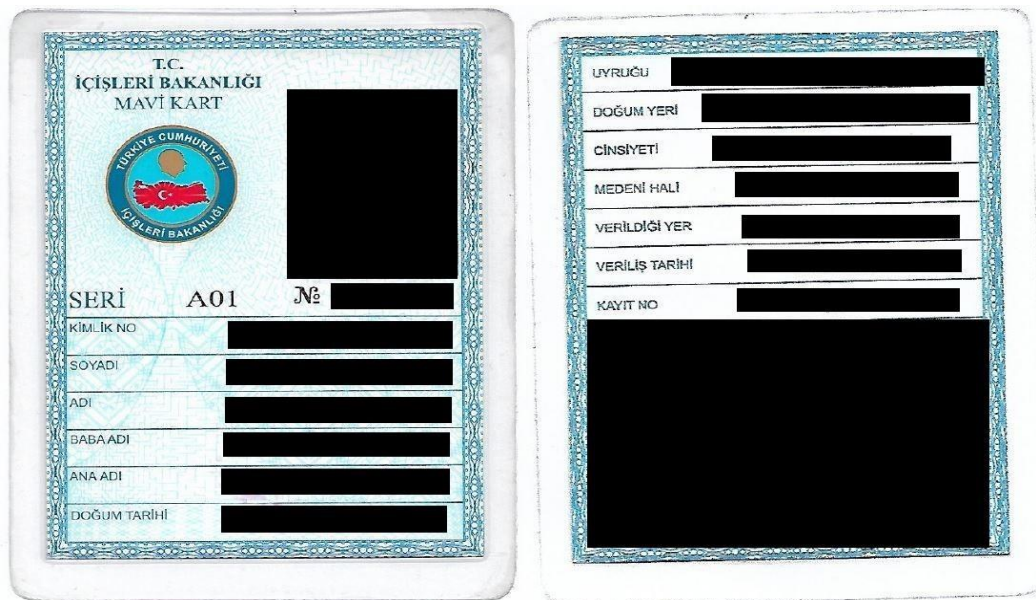 T.C.
İÇİŞLERİ BAKANLIĞI
MAVİ KART
TÜRKİYE CUMHURİYETİ
İÇİŞLERİ BAKANLIĞI
SERİ A01 №
KİMLİK NO
SOYADI
ADI
BABA ADI
ANA ADI
DOĞUM TARİHİ
UYRUĞU
DOĞUM YERİ
CİNSİYETİ
MEDENİ HALİ
VERİLDİĞİ YER
VERİLİŞ TARİHİ
KAYIT NO